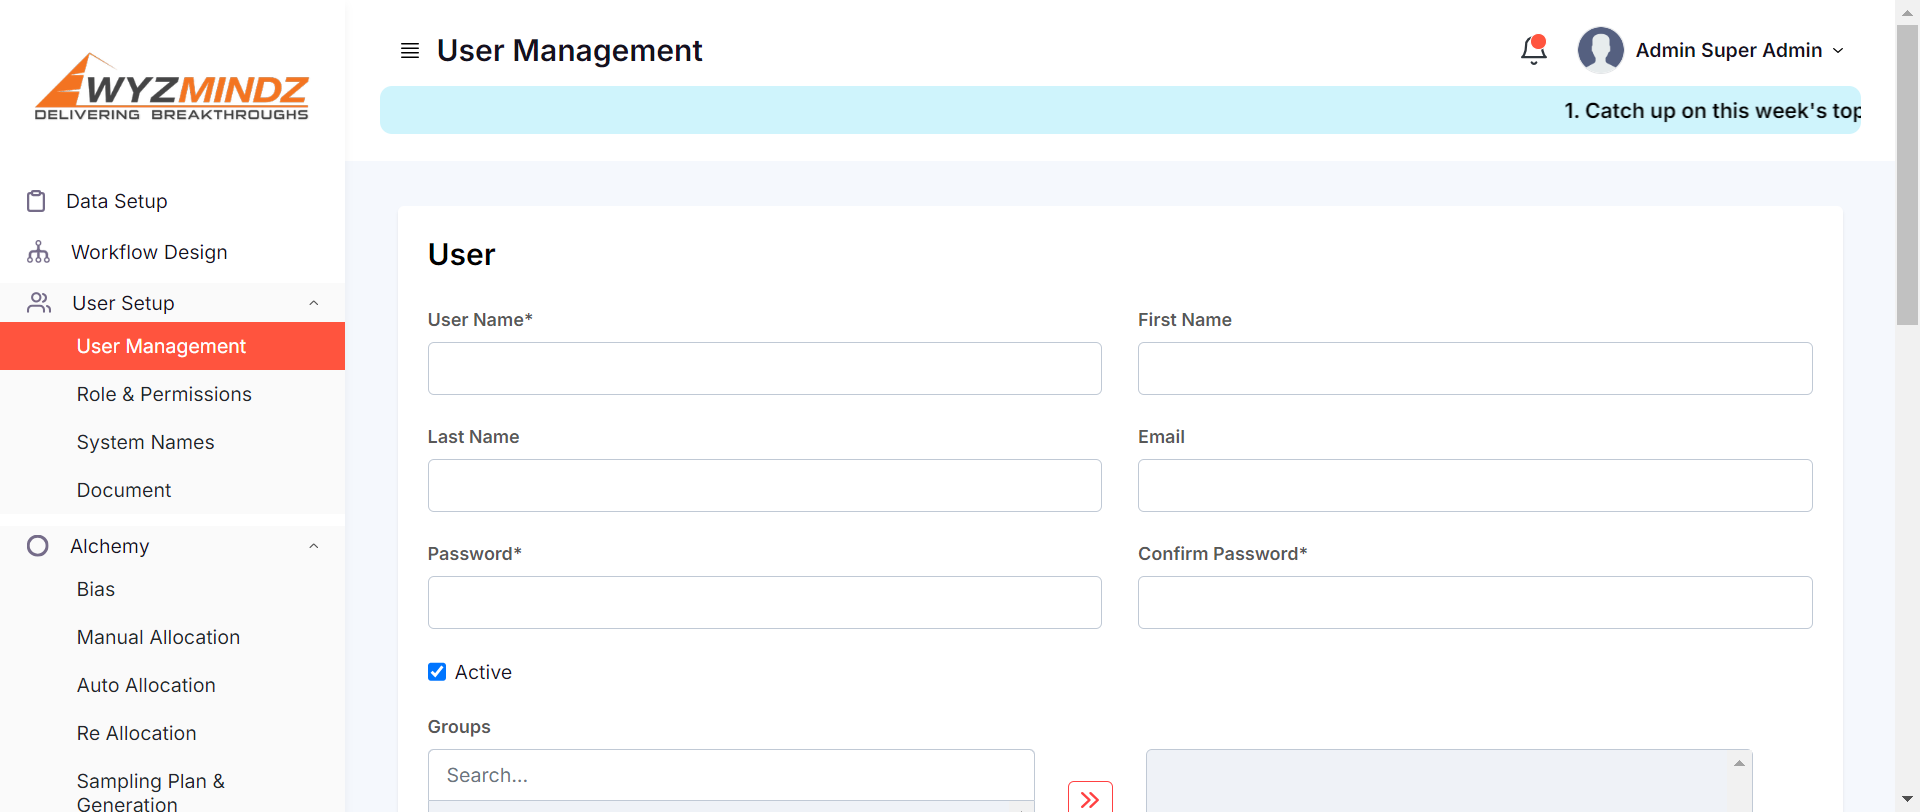 WYZMINDZ
DELIVERING BREAKTHROUGHS
Data Setup
Workflow Design
User Setup
User Management
Role & Permissions
System Names
Document
Alchemy
Bias
Manual Allocation
Auto Allocation
Re Allocation
Sampling Plan &
Generation
User Management
Admin Super Admin
1. Catch up on this week's top
User
User Name*
First Name
Last Name
Email
Password*
Confirm Password*
Active
Groups
Search...